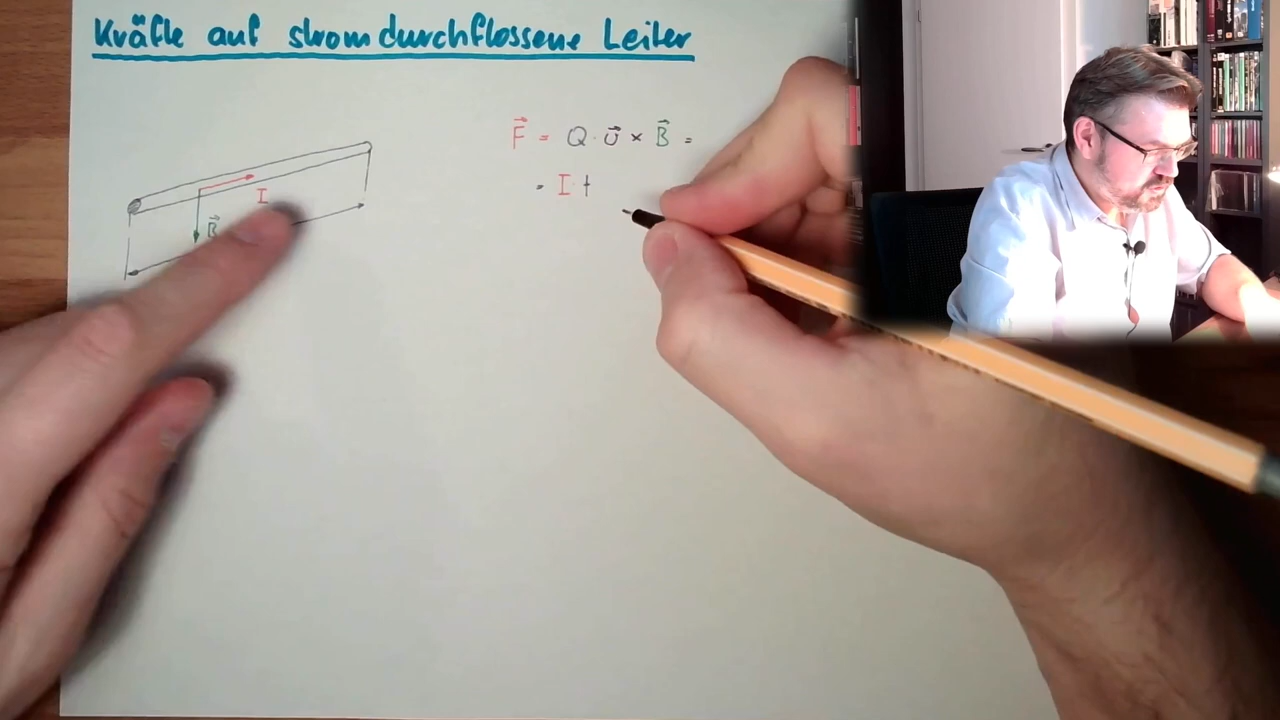 Kräfte auf stromdurchflossene Leiter
F⃗ = Q · v⃗ × B⃗ =
= I · t
I
B⃗